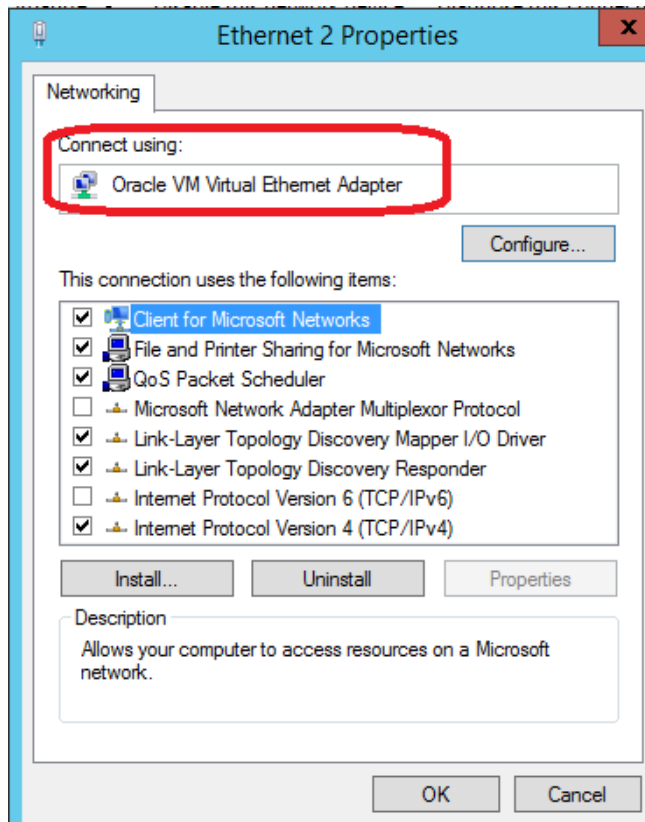 Ethernet 2 Properties
x
Networking
Connect using:
Oracle VM Virtual Ethernet Adapter
Configure...
This connection uses the following items:
Client for Microsoft Networks
File and Printer Sharing for Microsoft Networks
QoS Packet Scheduler
Microsoft Network Adapter Multiplexor Protocol
Link-Layer Topology Discovery Mapper I/O Driver
Link-Layer Topology Discovery Responder
Internet Protocol Version 6 (TCP/IPv6)
Internet Protocol Version 4 (TCP/IPv4)
Install... Uninstall Properties
Description
Allows your computer to access resources on a Microsoft
network.
OK Cancel